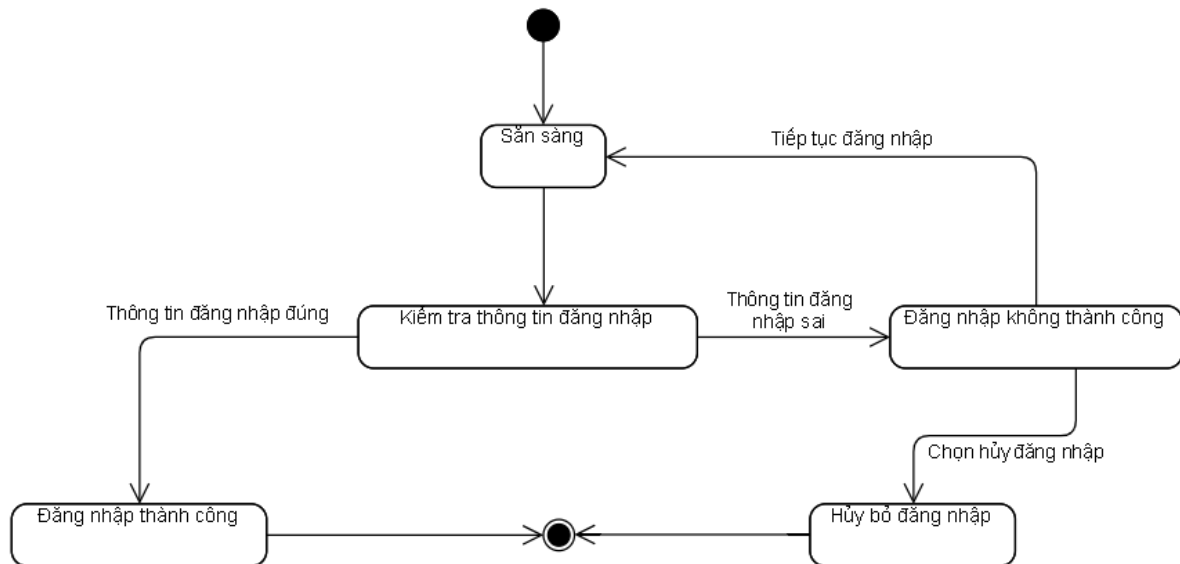 Sẵn sàng
Tiếp tục đăng nhập
Thông tin đăng nhập đúng
Kiểm tra thông tin đăng nhập
Thông tin đăng
nhập sai
Đăng nhập không thành công
Chọn hủy đăng nhập
Đăng nhập thành công
Hủy bỏ đăng nhập